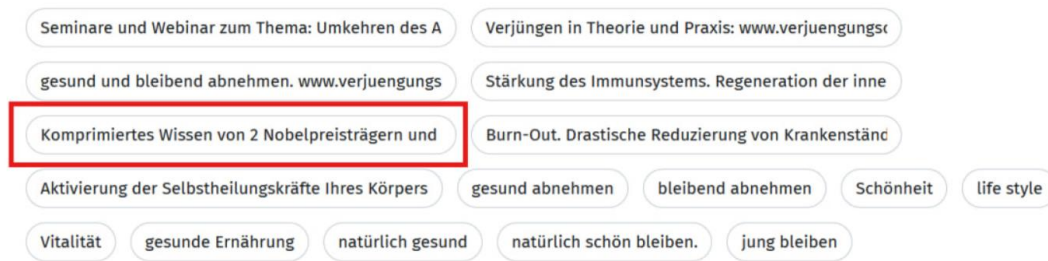 Seminare und Webinar zum Thema: Umkehren des A
Verjüngen in Theorie und Praxis: www.verjuengungsc
gesund und bleibend abnehmen. www.verjuengungs
Stärkung des Immunsystems. Regeneration der inne
Komprimiertes Wissen von 2 Nobelpreisträgern und
Burn-Out. Drastische Reduzierung von Krankenständ
Aktivierung der Selbstheilungskräfte Ihres Körpers
gesund abnehmen
bleibend abnehmen
Schönheit
life style
Vitalität
gesunde Ernährung
natürlich gesund
natürlich schön bleiben.
jung bleiben